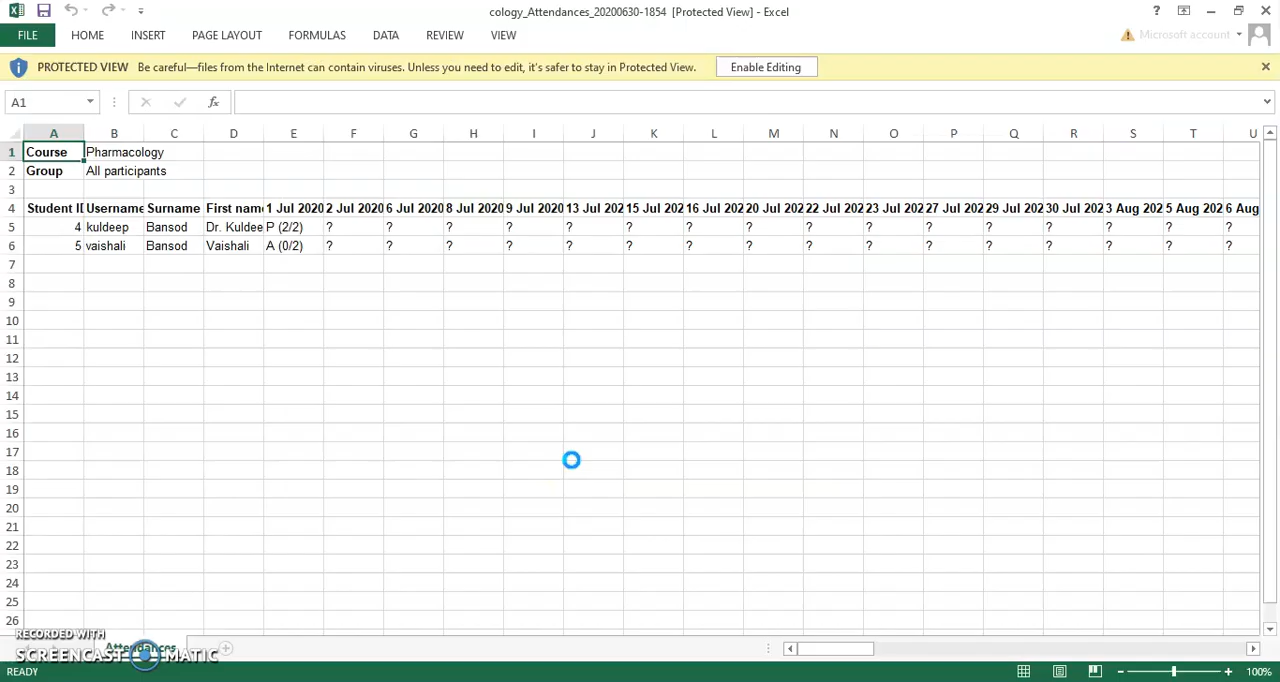 cology_Attendances_20200630-1854 [Protected View] - Excel
?
FILE HOME INSERT PAGE LAYOUT FORMULAS DATA REVIEW VIEW Microsoft account
PROTECTED VIEW Be careful—files from the Internet can contain viruses. Unless you need to edit, it's safer to stay in Protected View. Enable Editing
A1 fx
A B C D E F G H I J K L M N O P Q R S T U
1 Course Pharmacology
2 Group All participants
3
4 Student ID Username Surname First name 1 Jul 2020 2 Jul 2020 6 Jul 2020 8 Jul 2020 9 Jul 2020 13 Jul 202 15 Jul 202 16 Jul 202 20 Jul 202 22 Jul 202 23 Jul 202 27 Jul 202 29 Jul 202 30 Jul 202 3 Aug 202 5 Aug 202 6 Aug
5 4 kuldeep Bansod Dr. Kuldee P (2/2) ? ? ? ? ? ? ? ? ? ? ? ? ? ? ? ?
6 5 vaishali Bansod Vaishali A (0/2) ? ? ? ? ? ? ? ? ? ? ? ? ? ? ? ?
7
8
9
10
11
12
13
14
15
16
17
18
19
20
21
22
23
24
25
26
Attendances
RECORDED WITH
SCREENCAST MATIC
READY 100%